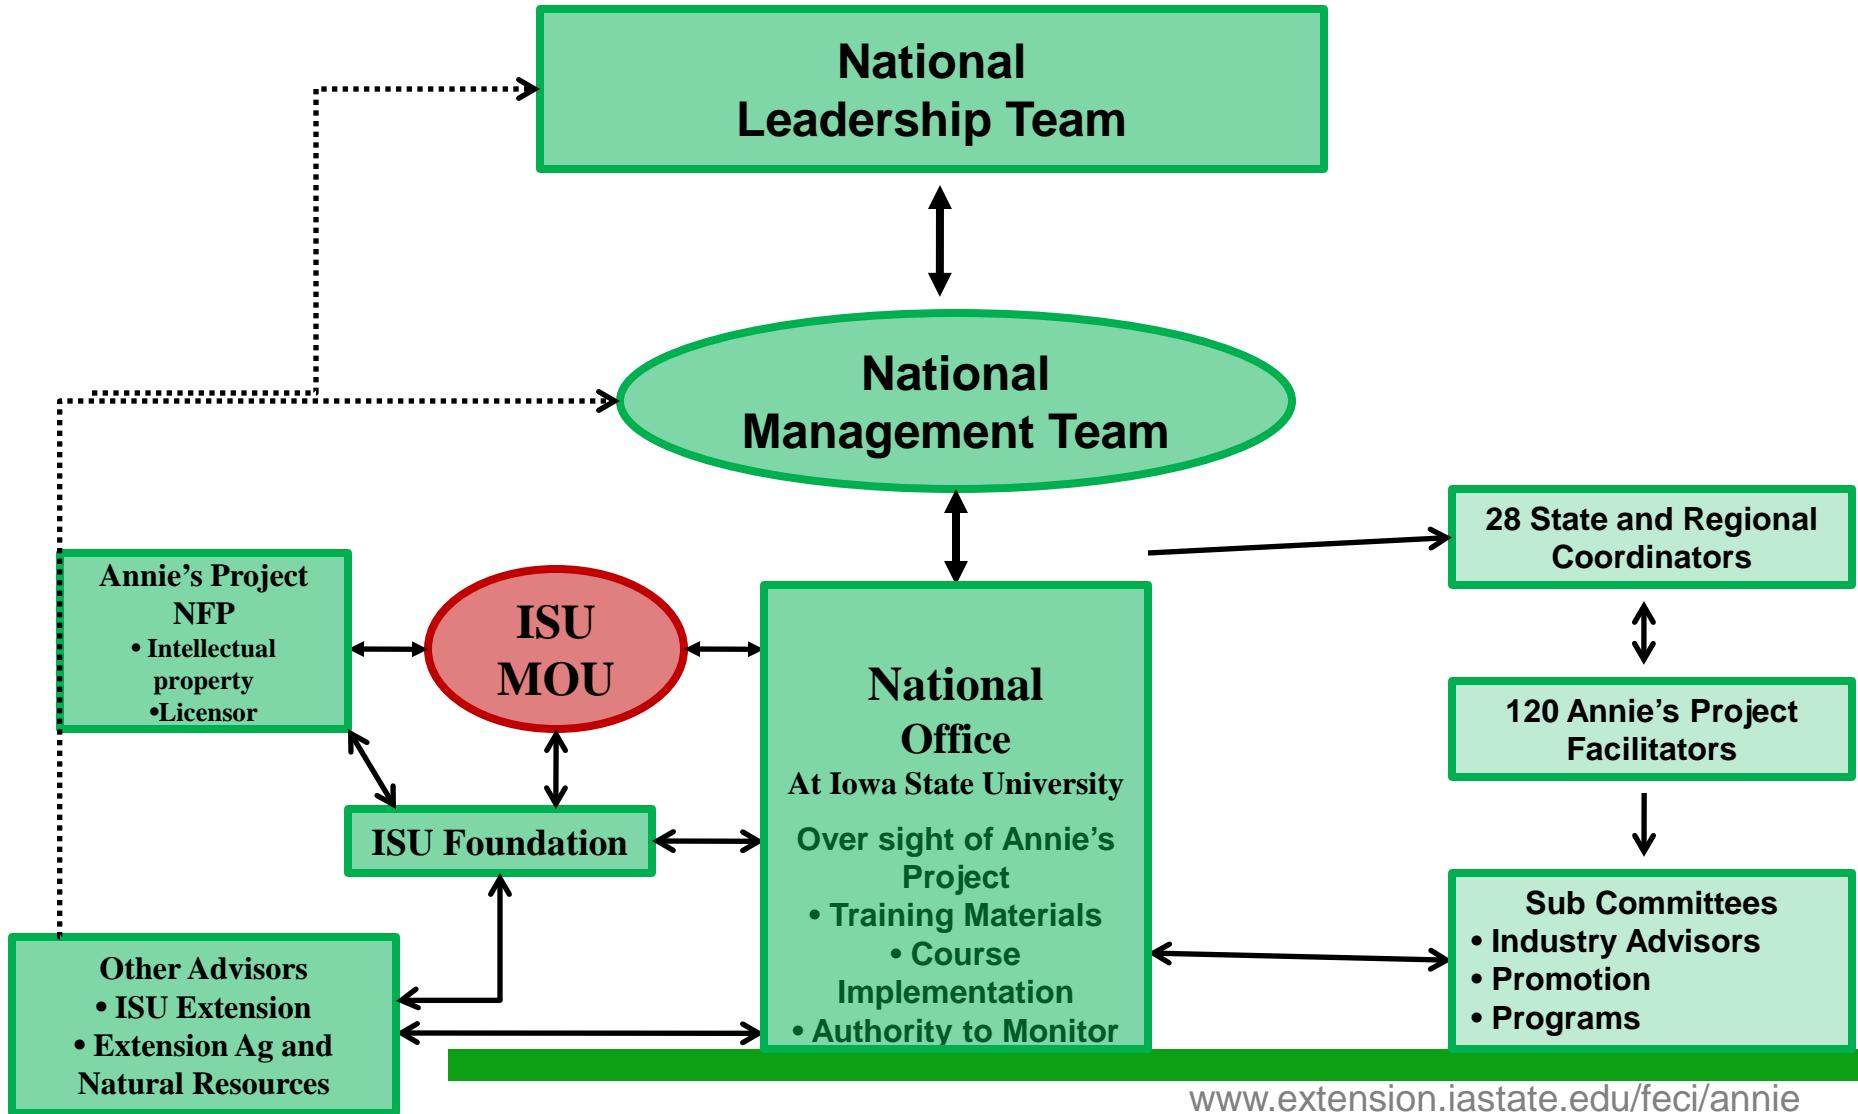 National
Leadership Team
National
Management Team
28 State and Regional
Coordinators
Annie’s Project
NFP
• Intellectual
property
•Licensor
ISU
MOU
National
Office
At Iowa State University
Over sight of Annie’s
Project
• Training Materials
• Course
Implementation
• Authority to Monitor
120 Annie’s Project
Facilitators
ISU Foundation
Sub Committees
• Industry Advisors
• Promotion
• Programs
Other Advisors
• ISU Extension
• Extension Ag and
Natural Resources
www.extension.iastate.edu/feci/annie